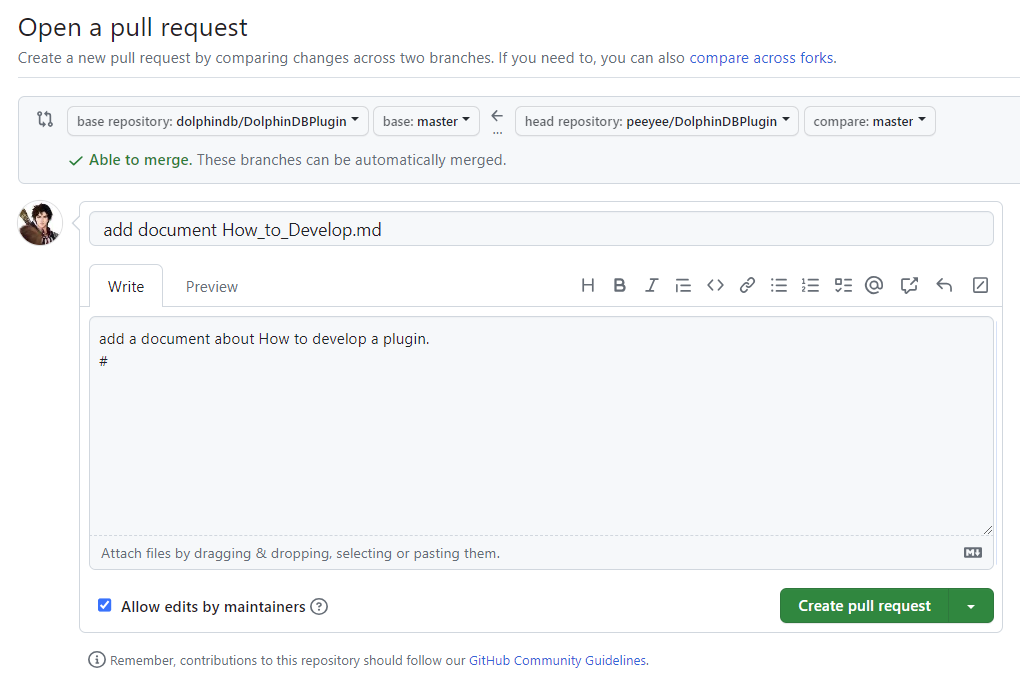 Open a pull request
Create a new pull request by comparing changes across two branches. If you need to, you can also compare across forks.
base repository: dolphindb/DolphinDBPlugin base: master ... head repository: peeyee/DolphinDBPlugin compare: master
Able to merge. These branches can be automatically merged.
add document How_to_Develop.md
Write Preview
add a document about How to develop a plugin.
#
Attach files by dragging & dropping, selecting or pasting them.
Allow edits by maintainers
Create pull request
Remember, contributions to this repository should follow our GitHub Community Guidelines.